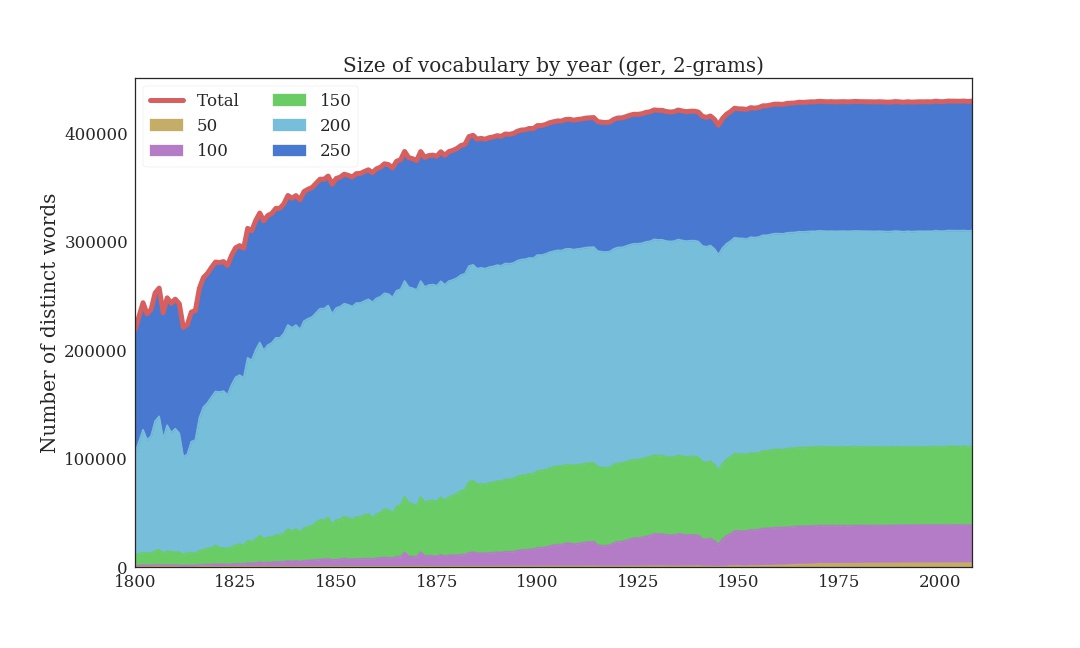 Size of vocabulary by year (ger, 2-grams)
Total
50
100
150
200
250
Number of distinct words
400000
300000
200000
100000
0
1800 1825 1850 1875 1900 1925 1950 1975 2000